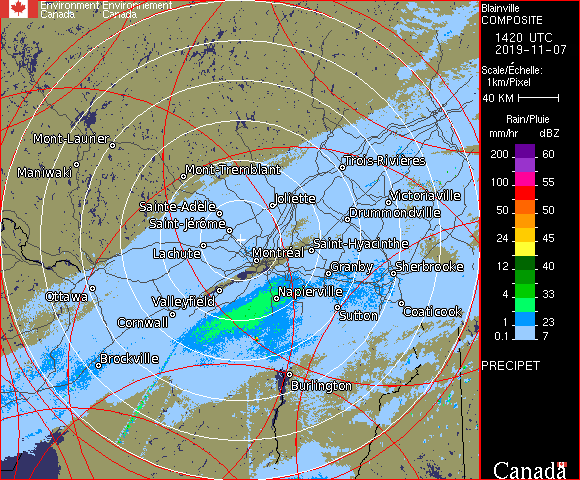 Environment Environnement
Canada Canada
Blainville
COMPOSITE
1420 UTC
2019-11-07
Scale/Échelle:
1km/Pixel
40 KM
Rain/Pluie
mm/hr dBZ
200 60
100 55
50 50
24 45
12 40
4 33
1 23
0.1 7
PRECIPET
Canada
Mont-Laurier
Maniwaki
Mont-Tremblant
Trois-Rivières
Joliette
Victoriaville
Sainte-Adèle
Drummondville
Saint-Jérôme
Lachute
Montréal
Saint-Hyacinthe
Granby
Sherbrooke
Ottawa
Valleyfield
Napierville
Cornwall
Sutton
Coaticook
Brockville
Burlington